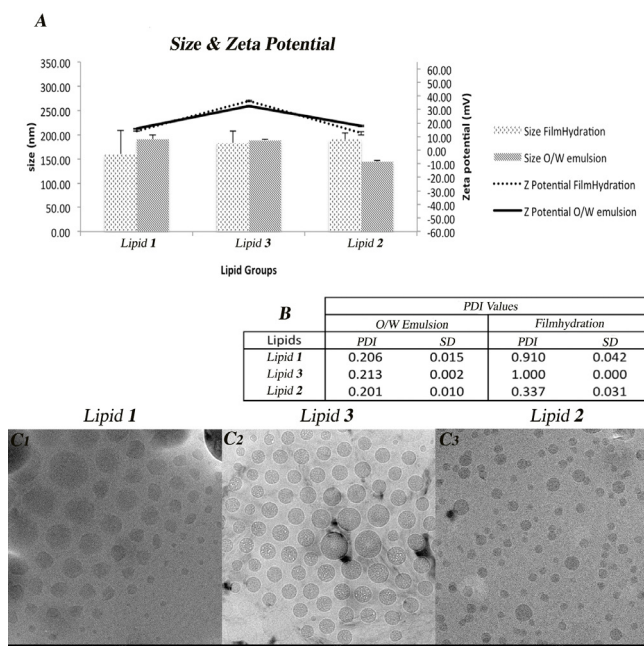 A
Size & Zeta Potential
350.00
300.00
250.00
200.00
150.00
100.00
50.00
0.00
size (nm)
60.00
50.00
40.00
30.00
20.00
10.00
0.00
-10.00
-20.00
-30.00
-40.00
-50.00
-60.00
Zeta potential (mV)
Lipid 1 Lipid 3 Lipid 2
Lipid Groups
Size FilmHydration
Size O/W emulsion
Z Potential FilmHydration
Z Potential O/W emulsion
B
PDI Values
O/W Emulsion Filmhydration
Lipids PDI SD PDI SD
Lipid 1 0.206 0.015 0.910 0.042
Lipid 3 0.213 0.002 1.000 0.000
Lipid 2 0.201 0.010 0.337 0.031
Lipid 1 Lipid 3 Lipid 2
C1 C2 C3